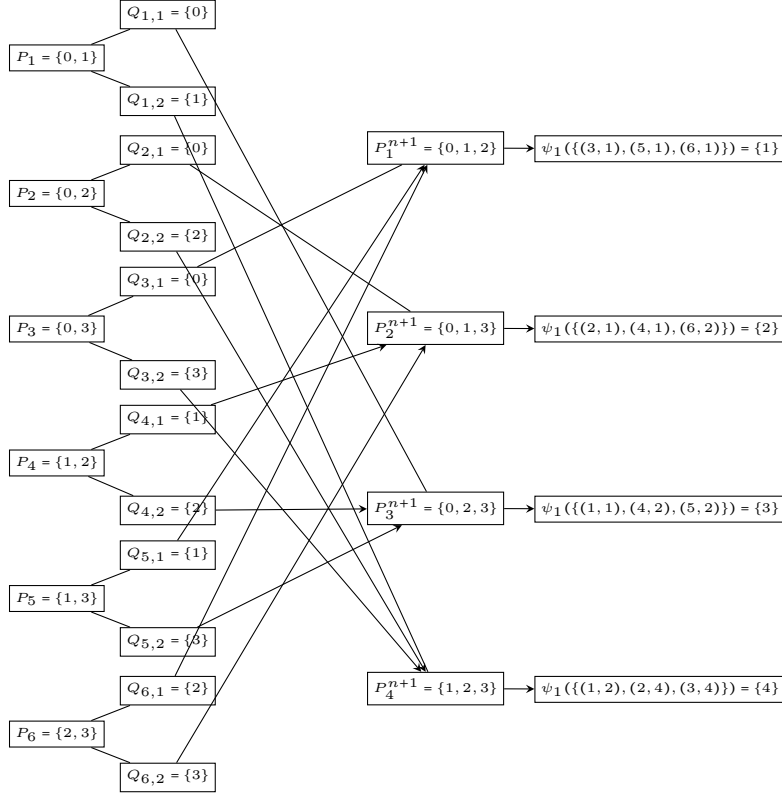 Q_{1,1} = {0}
P_1 = {0, 1}
Q_{1,2} = {1}
Q_{2,1} = {0}
P_2 = {0, 2}
Q_{2,2} = {2}
Q_{3,1} = {0}
P_3 = {0, 3}
Q_{3,2} = {3}
Q_{4,1} = {1}
P_4 = {1, 2}
Q_{4,2} = {2}
Q_{5,1} = {1}
P_5 = {1, 3}
Q_{5,2} = {3}
Q_{6,1} = {2}
P_6 = {2, 3}
Q_{6,2} = {3}
P_1^{n+1} = {0, 1, 2}
P_2^{n+1} = {0, 1, 3}
P_3^{n+1} = {0, 2, 3}
P_4^{n+1} = {1, 2, 3}
ψ_1({(3, 1), (5, 1), (6, 1)}) = {1}
ψ_1({(2, 1), (4, 1), (6, 2)}) = {2}
ψ_1({(1, 1), (4, 2), (5, 2)}) = {3}
ψ_1({(1, 2), (2, 4), (3, 4)}) = {4}